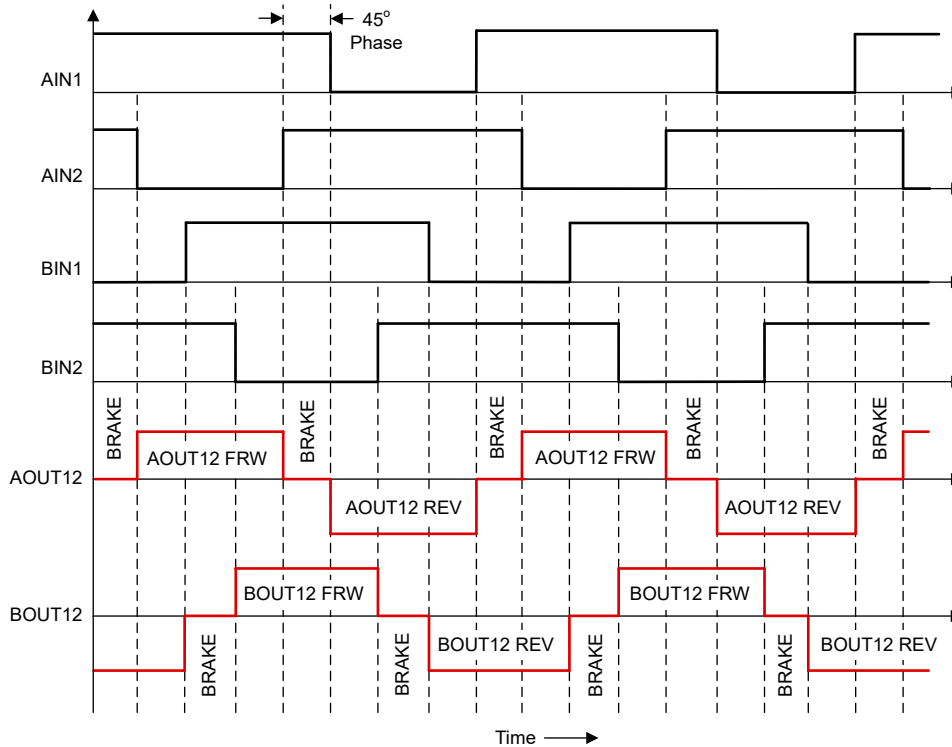 45° Phase
AIN1
AIN2
BIN1
BIN2
BRAKE
BRAKE
BRAKE
BRAKE
BRAKE
AOUT12 FRW
AOUT12 FRW
AOUT12
AOUT12 REV
AOUT12 REV
BOUT12 FRW
BOUT12 FRW
BOUT12
BOUT12 REV
BOUT12 REV
BRAKE
BRAKE
BRAKE
BRAKE
Time